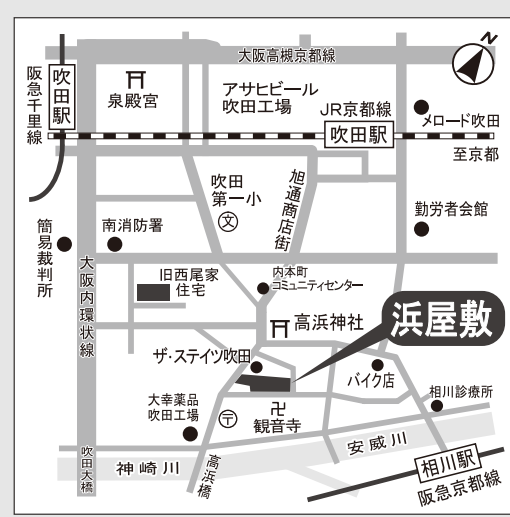 N
大阪高槻京都線
阪急千里線
吹田駅
泉殿宮
アサヒビール
吹田工場
JR京都線
吹田駅
メロード吹田
至京都
吹田
第一小
文
旭通商店街
勤労者会館
簡易裁判所
南消防署
大阪内環状線
旧西尾家
住宅
内本町
コミュニティセンター
高浜神社
浜屋敷
ザ・ステイツ吹田
バイク店
大幸薬品
吹田工場
〒
卍
観音寺
相川診療所
吹田大橋
神崎川
高浜橋
安威川
相川駅
阪急京都線